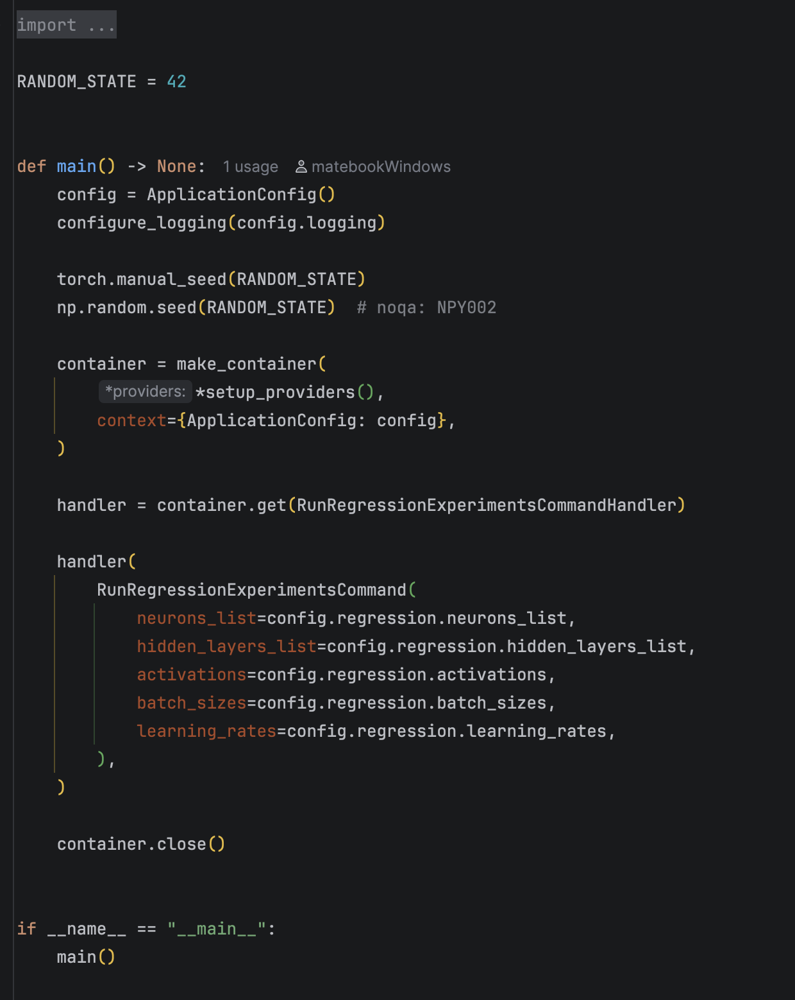 import ...
RANDOM_STATE = 42
def main() -> None: 1 usage matebookWindows
    config = ApplicationConfig()
    configure_logging(config.logging)
    torch.manual_seed(RANDOM_STATE)
    np.random.seed(RANDOM_STATE)  # noqa: NPY002
    container = make_container(
        *providers: *setup_providers(),
        context={ApplicationConfig: config},
    )
    handler = container.get(RunRegressionExperimentsCommandHandler)
    handler(
        RunRegressionExperimentsCommand(
            neurons_list=config.regression.neurons_list,
            hidden_layers_list=config.regression.hidden_layers_list,
            activations=config.regression.activations,
            batch_sizes=config.regression.batch_sizes,
            learning_rates=config.regression.learning_rates,
        ),
    )
    container.close()
if __name__ == "__main__":
    main()